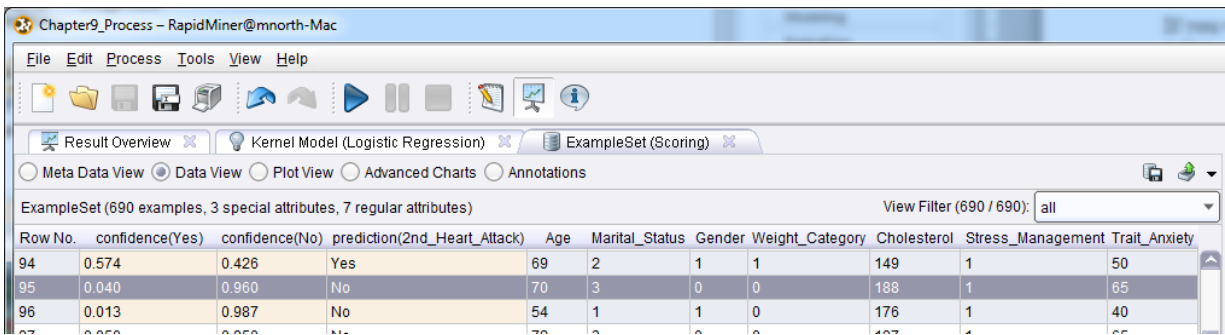 Chapter9_Process – RapidMiner@mnorth-Mac
File Edit Process Tools View Help
Result Overview Kernel Model (Logistic Regression) ExampleSet (Scoring)
Meta Data View Data View Plot View Advanced Charts Annotations
ExampleSet (690 examples, 3 special attributes, 7 regular attributes) View Filter (690 / 690): all
Row No. confidence(Yes) confidence(No) prediction(2nd_Heart_Attack) Age Marital_Status Gender Weight_Category Cholesterol Stress_Management Trait_Anxiety
94 0.574 0.426 Yes 69 2 1 1 149 1 50
95 0.040 0.960 No 70 3 0 0 188 1 65
96 0.013 0.987 No 54 1 1 0 176 1 40